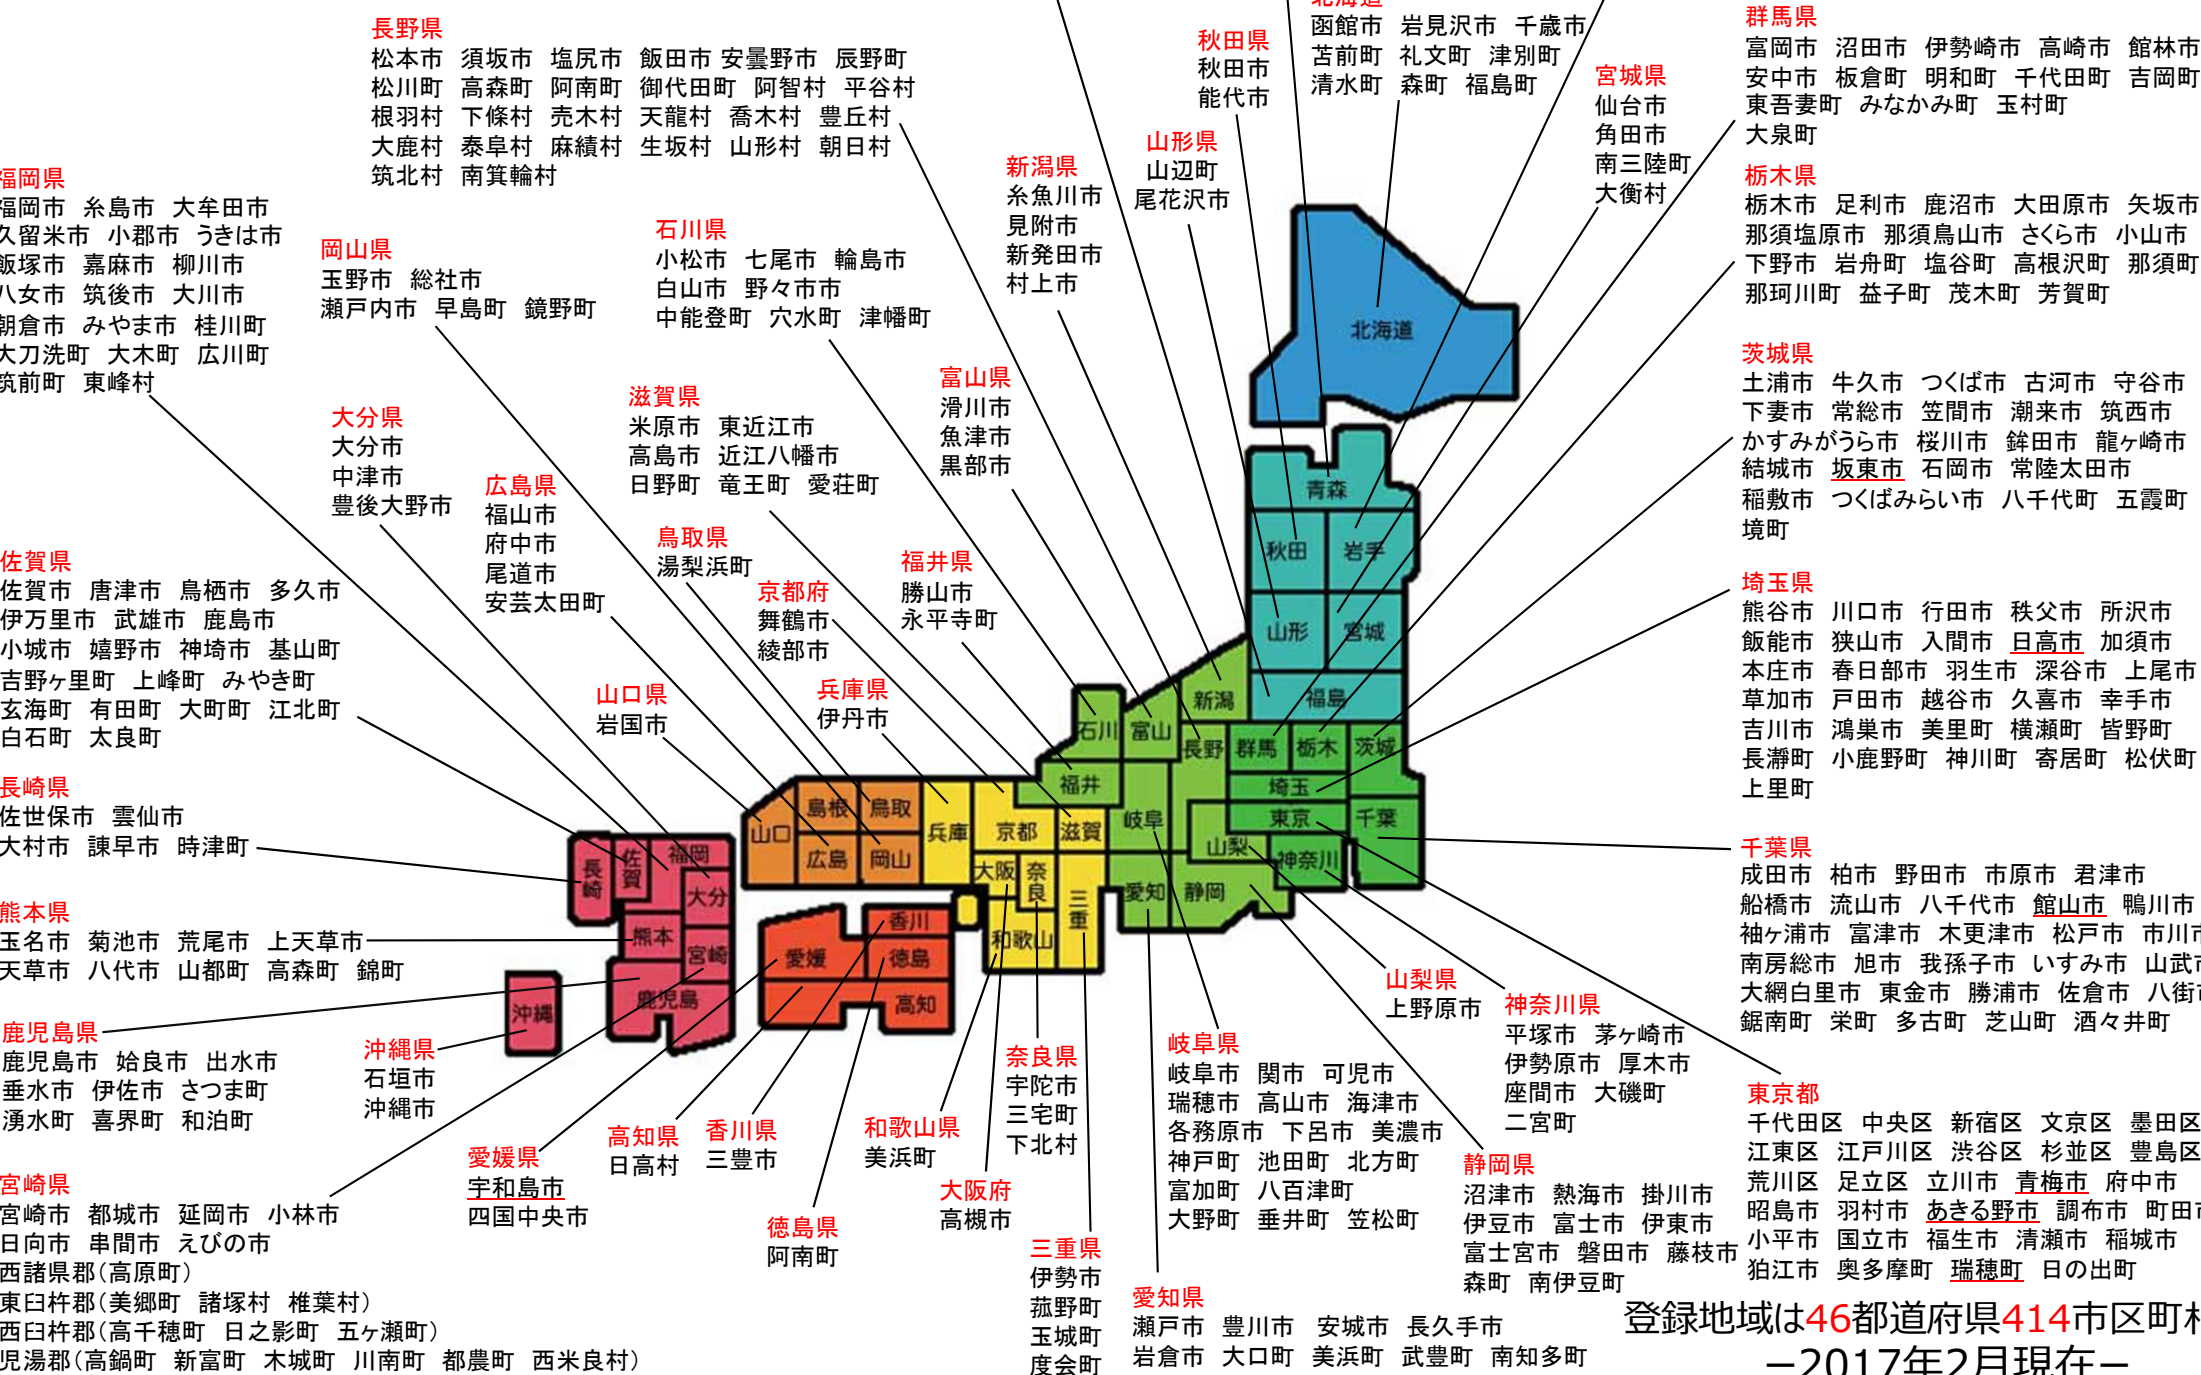 長野県
松本市 須坂市 塩尻市 飯田市 安曇野市 辰野町
松川町 高森町 阿南町 御代田町 阿智村 平谷村
根羽村 下條村 売木村 天龍村 喬木村 豊丘村
大鹿村 泰阜村 麻績村 生坂村 山形村 朝日村
筑北村 南箕輪村
北海道
函館市 岩見沢市 千歳市
苫前町 礼文町 津別町
清水町 森町 福島町
秋田県
秋田市
能代市
宮城県
仙台市
角田市
南三陸町
大衡村
群馬県
富岡市 沼田市 伊勢崎市 高崎市 館林市
安中市 板倉町 明和町 千代田町 吉岡町
東吾妻町 みなかみ町 玉村町
大泉町
山形県
山辺町
尾花沢市
新潟県
糸魚川市
見附市
新発田市
村上市
栃木県
栃木市 足利市 鹿沼市 大田原市 矢坂市
那須塩原市 那須烏山市 さくら市 小山市
下野市 岩舟町 塩谷町 高根沢町 那須町
那珂川町 益子町 茂木町 芳賀町
福岡県
福岡市 糸島市 大牟田市
久留米市 小郡市 うきは市
飯塚市 嘉麻市 柳川市
八女市 筑後市 大川市
朝倉市 みやま市 桂川町
大刀洗町 大木町 広川町
筑前町 東峰村
岡山県
玉野市 総社市
瀬戸内市 早島町 鏡野町
石川県
小松市 七尾市 輪島市
白山市 野々市市
中能登町 穴水町 津幡町
富山県
滑川市
魚津市
黒部市
滋賀県
米原市 東近江市
高島市 近江八幡市
日野町 竜王町 愛荘町
大分県
大分市
中津市
豊後大野市
広島県
福山市
府中市
尾道市
安芸太田町
鳥取県
湯梨浜町
京都府
舞鶴市
綾部市
福井県
勝山市
永平寺町
茨城県
土浦市 牛久市 つくば市 古河市 守谷市
下妻市 常総市 笠間市 潮来市 筑西市
かすみがうら市 桜川市 鉾田市 龍ヶ崎市
結城市 坂東市 石岡市 常陸太田市
稲敷市 つくばみらい市 八千代町 五霞町
境町
佐賀県
佐賀市 唐津市 鳥栖市 多久市
伊万里市 武雄市 鹿島市
小城市 嬉野市 神埼市 基山町
吉野ヶ里町 上峰町 みやき町
玄海町 有田町 大町町 江北町
白石町 太良町
山口県
岩国市
兵庫県
伊丹市
埼玉県
熊谷市 川口市 行田市 秩父市 所沢市
飯能市 狭山市 入間市 日高市 加須市
本庄市 春日部市 羽生市 深谷市 上尾市
草加市 戸田市 越谷市 久喜市 幸手市
吉川市 鴻巣市 美里町 横瀬町 皆野町
長瀞町 小鹿野町 神川町 寄居町 松伏町
上里町
長崎県
佐世保市 雲仙市
大村市 諫早市 時津町
熊本県
玉名市 菊池市 荒尾市 上天草市
天草市 八代市 山都町 高森町 錦町
千葉県
成田市 柏市 野田市 市原市 君津市
船橋市 流山市 八千代市 館山市 鴨川市
袖ヶ浦市 富津市 木更津市 松戸市 市川市
南房総市 旭市 我孫子市 いすみ市 山武市
大網白里市 東金市 勝浦市 佐倉市 八街市
鋸南町 栄町 多古町 芝山町 酒々井町
北海道
青森
秋田 岩手
山形 宮城
福島
新潟
石川 富山
長野 群馬 栃木 茨城
福井 埼玉
島根 鳥取 岐阜 東京 千葉
山口 兵庫 京都 滋賀
広島 岡山 山梨 神奈川
長崎 佐賀 福岡
大阪 奈良
大分 三重 愛知 静岡
熊本 香川 和歌山
宮崎 愛媛 徳島
鹿児島 高知
沖縄
鹿児島県
鹿児島市 姶良市 出水市
垂水市 伊佐市 さつま町
湧水町 喜界町 和泊町
沖縄県
石垣市
沖縄市
宮崎県
宮崎市 都城市 延岡市 小林市
日向市 串間市 えびの市
西諸県郡(高原町)
東臼杵郡(美郷町 諸塚村 椎葉村)
西臼杵郡(高千穂町 日之影町 五ヶ瀬町)
児湯郡(高鍋町 新富町 木城町 川南町 都農町 西米良村)
愛媛県
宇和島市
四国中央市
高知県
日高村
香川県
三豊市
徳島県
阿南町
和歌山県
美浜町
大阪府
高槻市
奈良県
宇陀市
三宅町
下北村
三重県
伊勢市
菰野町
玉城町
度会町
岐阜県
岐阜市 関市 可児市
瑞穂市 高山市 海津市
各務原市 下呂市 美濃市
神戸町 池田町 北方町
富加町 八百津町
大野町 垂井町 笠松町
愛知県
瀬戸市 豊川市 安城市 長久手市
岩倉市 大口町 美浜町 武豊町 南知多町
山梨県
上野原市
神奈川県
平塚市 茅ヶ崎市
伊勢原市 厚木市
座間市 大磯町
二宮町
静岡県
沼津市 熱海市 掛川市
伊豆市 富士市 伊東市
富士宮市 磐田市 藤枝市
森町 南伊豆町
東京都
千代田区 中央区 新宿区 文京区 墨田区
江東区 江戸川区 渋谷区 杉並区 豊島区
荒川区 足立区 立川市 青梅市 府中市
昭島市 羽村市 あきる野市 調布市 町田市
小平市 国立市 福生市 清瀬市 稲城市
狛江市 奥多摩町 瑞穂町 日の出町
登録地域は46都道府県414市区町村
−2017年2月現在−